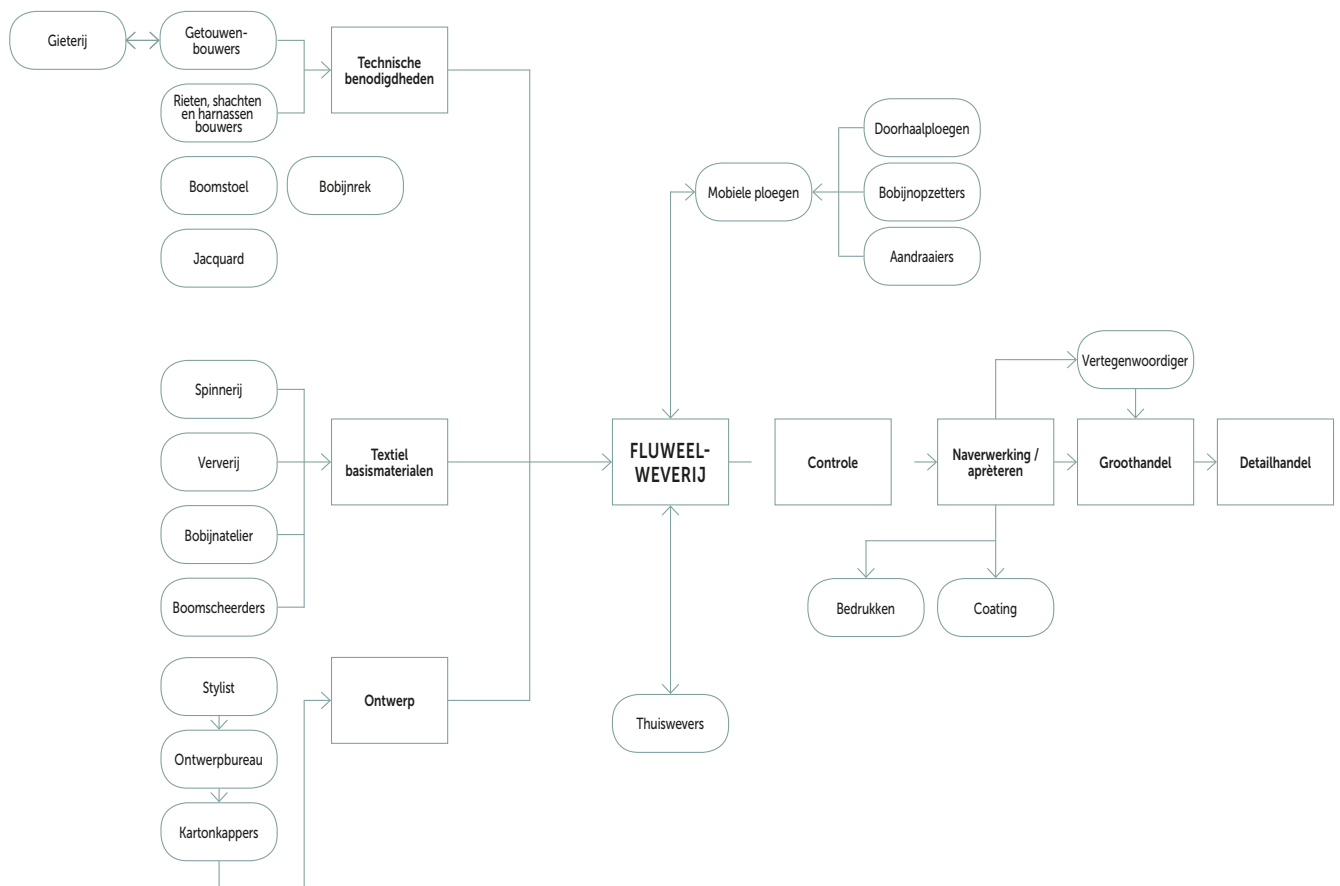 Gieterij
Getouwen-
bouwers
Technische
benodigdheden
Rieten, shachten
en harnassen
bouwers
Boomstoel
Bobijnrek
Jacquard
Doorhaalploegen
Mobiele ploegen
Bobijnopzetters
Aandraaiers
Spinnerij
Ververij
Textiel
basismaterialen
Bobijnatelier
Boomscheerders
FLUWEEL-
WEVERIJ
Controle
Naverwerking /
aprèteren
Vertegenwoordiger
Groothandel
Detailhandel
Bedrukken
Coating
Stylist
Ontwerp
Ontwerpbureau
Kartonkappers
Thuiswevers